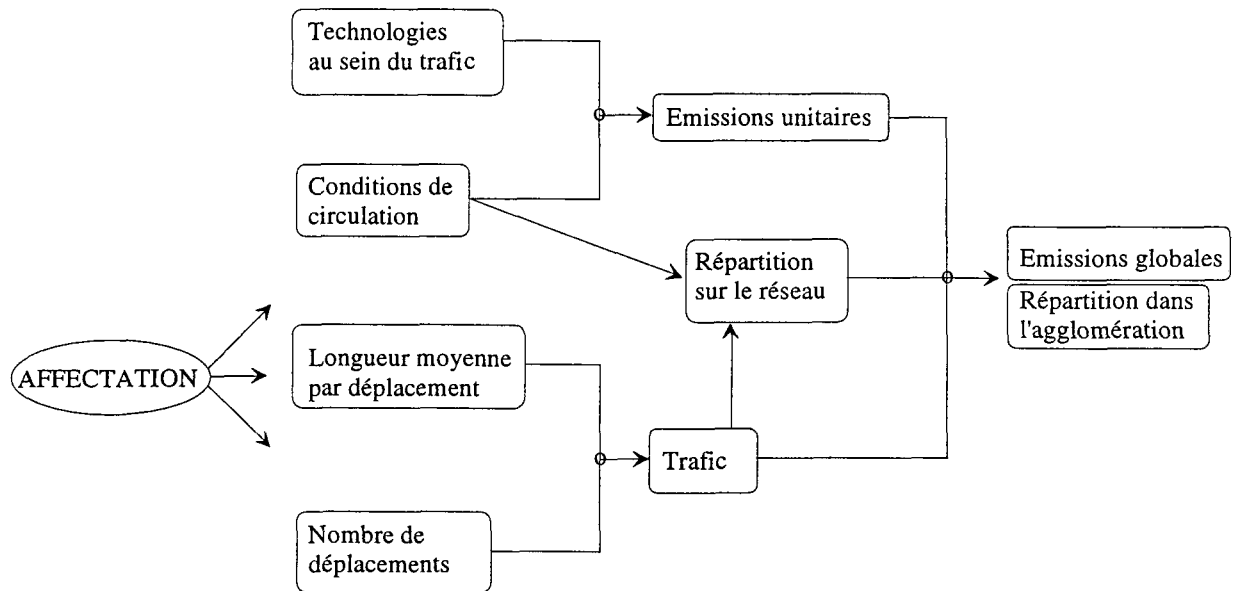 Technologies
au sein du trafic
Emissions unitaires
Conditions de
circulation
Répartition
sur le réseau
Emissions globales
Répartition dans
l'agglomération
AFFECTATION
Longueur moyenne
par déplacement
Trafic
Nombre de
déplacements